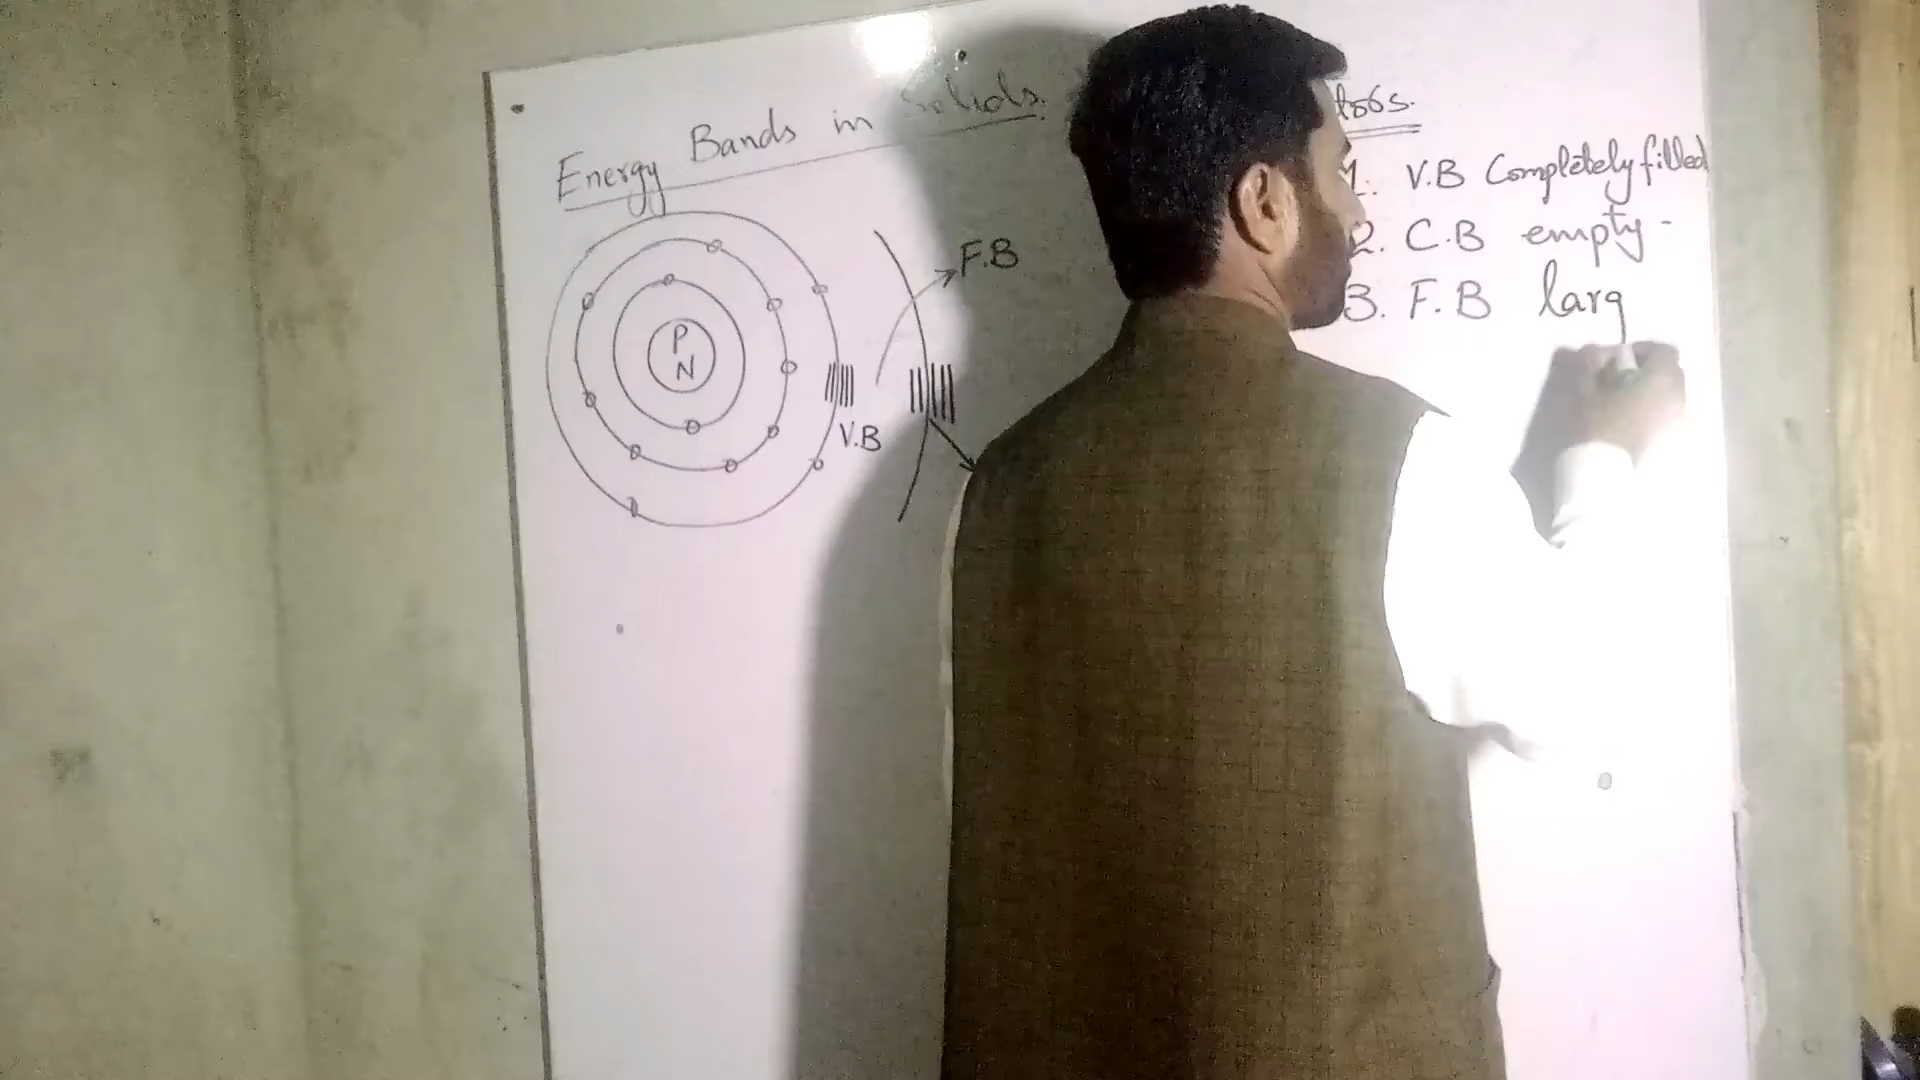 Energy Bands in Solids.
P
N
V.B
F.B
1. V.B Completely filled
2. C.B empty -
3. F.B larg